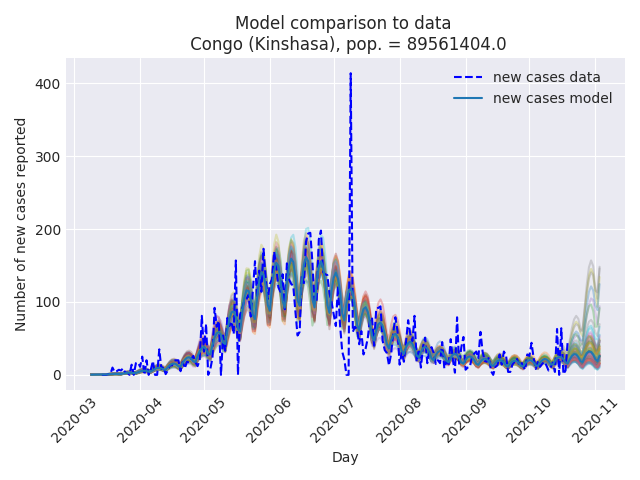 Model comparison to data
Congo (Kinshasa), pop. = 89561404.0
new cases data
new cases model
Number of new cases reported
400
300
200
100
0
2020-03
2020-04
2020-05
2020-06
2020-07
2020-08
2020-09
2020-10
2020-11
Day